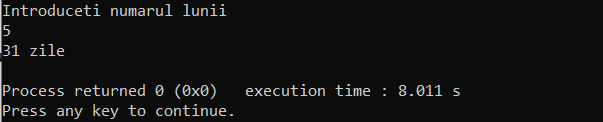 Introduceti numarul lunii
5
31 zile
Process returned 0 (0x0)   execution time : 8.011 s
Press any key to continue.